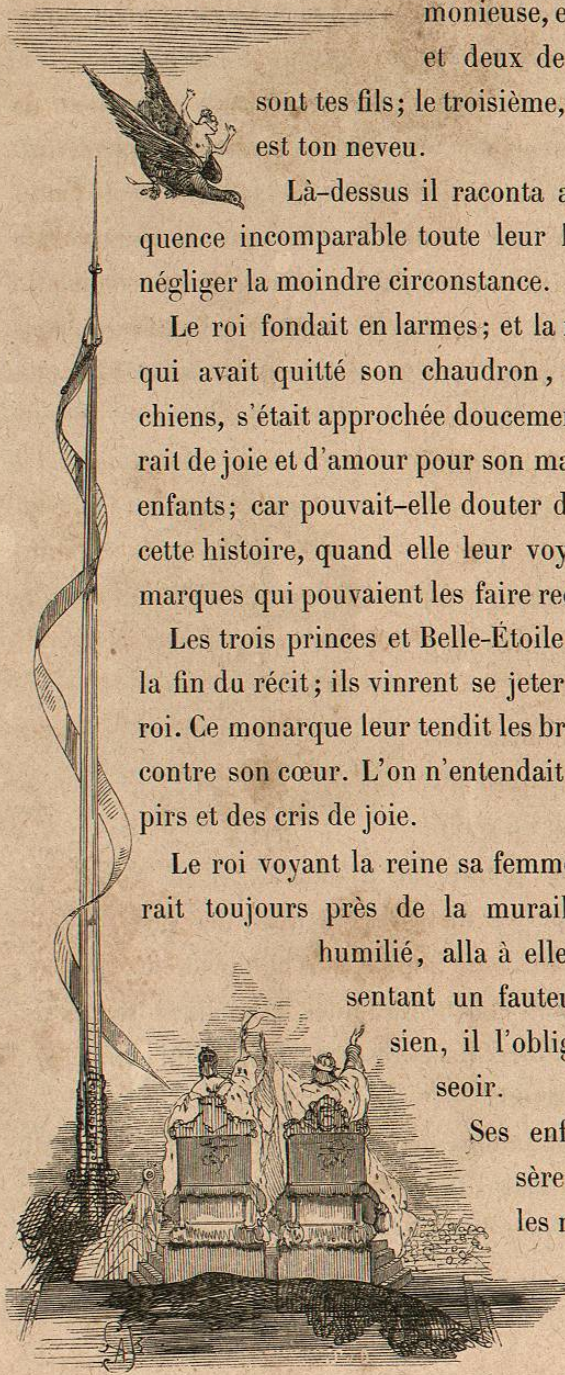 monieuse, e
et deux de
sont tes fils; le troisième,
est ton neveu.
Là-dessus il raconta a
quence incomparable toute leur
négliger la moindre circonstance.
Le roi fondait en larmes; et la
qui avait quitté son chaudron,
chiens, s'était approchée douceme
rait de joie et d'amour pour son ma
enfants; car pouvait-elle douter d
cette histoire, quand elle leur voy
marques qui pouvaient les faire re
Les trois princes et Belle-Étoile
la fin du récit; ils vinrent se jeter
roi. Ce monarque leur tendit les br
contre son cœur. L'on n'entendait
pirs et des cris de joie.
Le roi voyant la reine sa femme
rait toujours près de la murail
humilié, alla à elle
sentant un fauteu
sien, il l'oblig
seoir.
Ses enf
sère
les